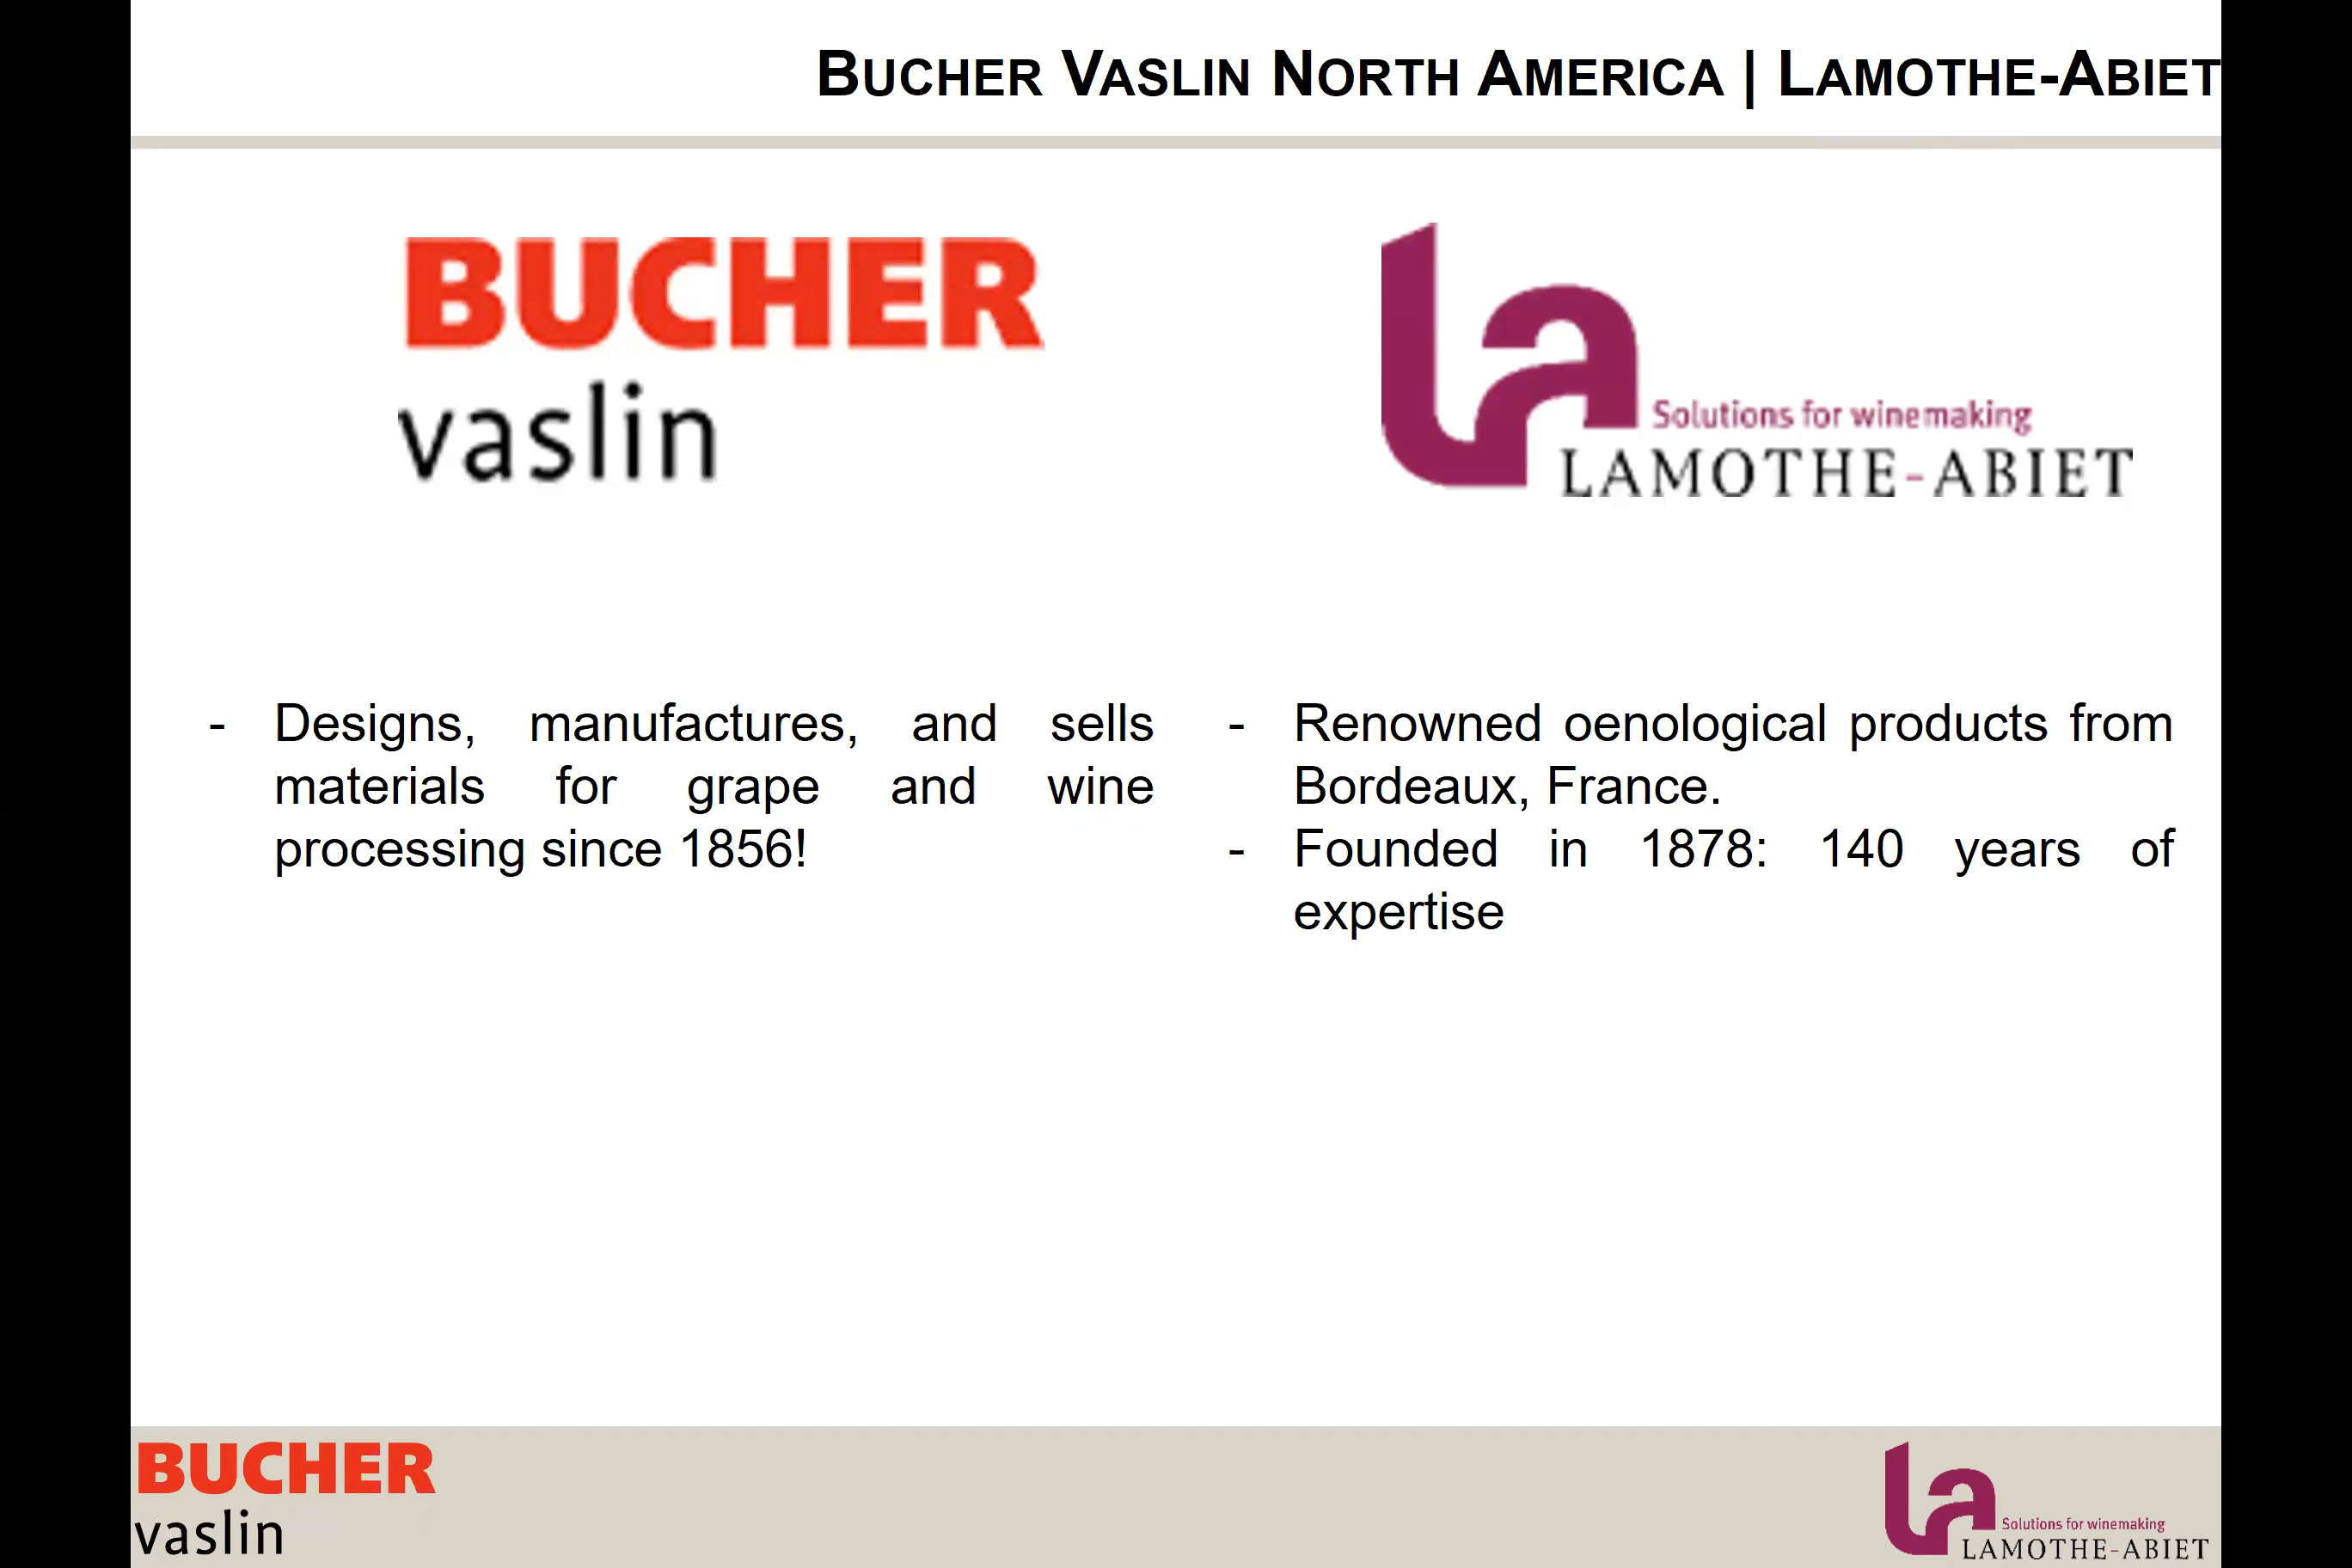 BUCHER VASLIN NORTH AMERICA | LAMOTHE-ABIET
BUCHER
vaslin
Solutions for winemaking
LAMOTHE-ABIET
- Designs, manufactures, and sells
materials for grape and wine
processing since 1856!
- Renowned oenological products from
Bordeaux, France.
- Founded in 1878: 140 years of
expertise
BUCHER
vaslin
la
Solutions for winemaking
LAMOTHE-ABIET